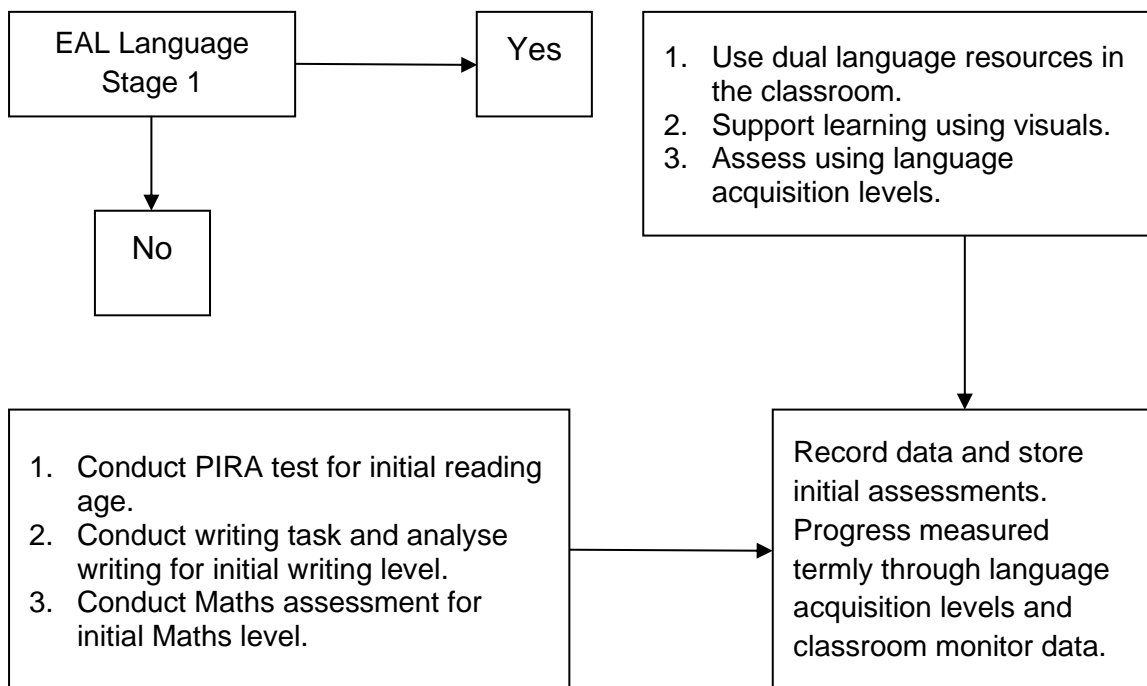 EAL Language
Stage 1
Yes
1. Use dual language resources in
the classroom.
2. Support learning using visuals.
3. Assess using language
acquisition levels.
No
1. Conduct PIRA test for initial reading
age.
2. Conduct writing task and analyse
writing for initial writing level.
3. Conduct Maths assessment for
initial Maths level.
Record data and store
initial assessments.
Progress measured
termly through language
acquisition levels and
classroom monitor data.